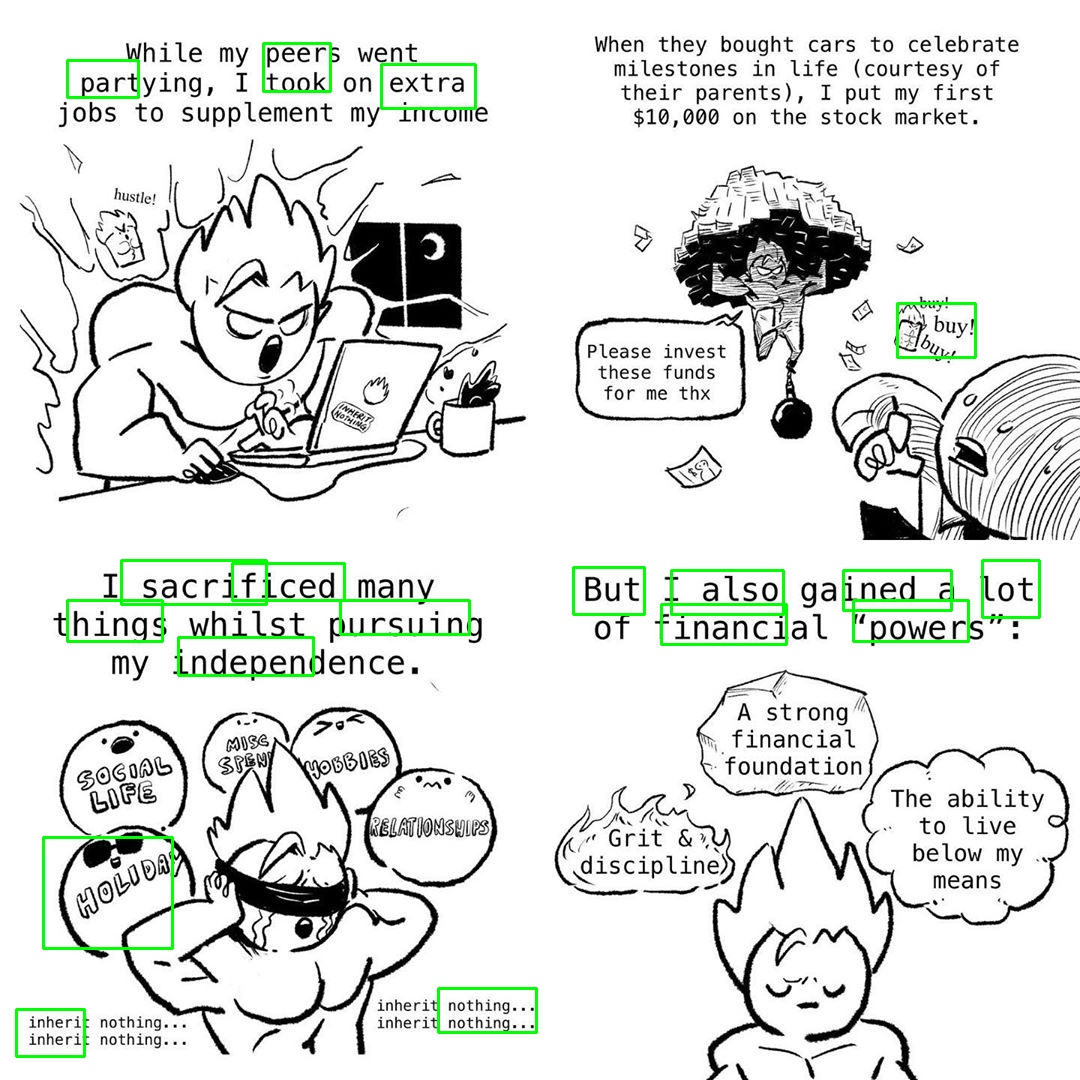 While my peers went
partying, I took on extra
jobs to supplement my income
hustle!
INHERIT
NOTHING
When they bought cars to celebrate
milestones in life (courtesy of
their parents), I put my first
$10,000 on the stock market.
buy!
buy!
buy!
Please invest
these funds
for me thx
I sacrificed many
things whilst pursuing
my independence.
SOCIAL
LIFE
MISC
SPEN
HOBBIES
RELATIONSHIPS
HOLIDAY
inherit nothing...
inherit nothing...
inherit nothing...
inherit nothing...
But I also gained a lot
of financial “powers”:
A strong
financial
foundation
Grit &
discipline
The ability
to live
below my
means